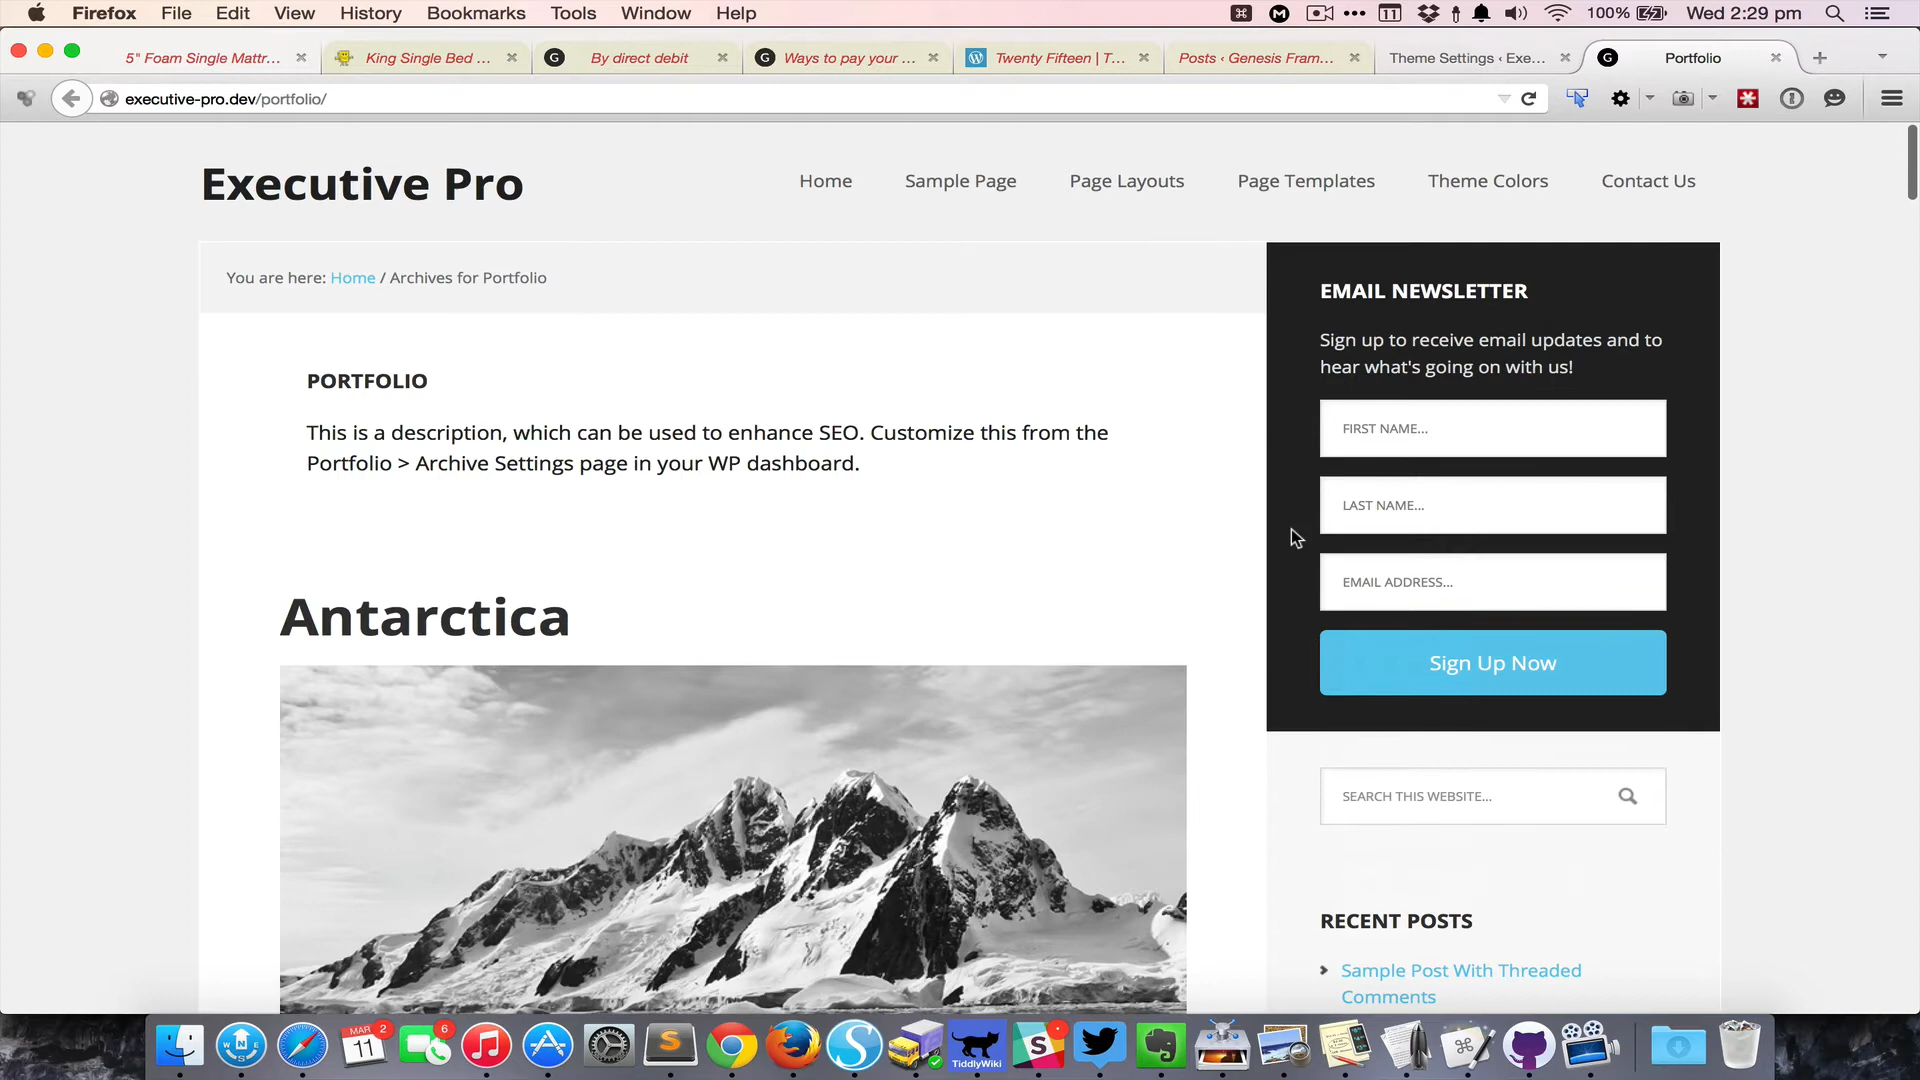 Firefox File Edit View History Bookmarks Tools Window Help 11 100% Wed 2:29 pm
5" Foam Single Mattr... King Single Bed ... By direct debit Ways to pay your ... Twenty Fifteen | T... Posts ‹ Genesis Fram... Theme Settings ‹ Exe... Portfolio
executive-pro.dev/portfolio/
Executive Pro
Home Sample Page Page Layouts Page Templates Theme Colors Contact Us
You are here: Home / Archives for Portfolio
PORTFOLIO
This is a description, which can be used to enhance SEO. Customize this from the
Portfolio > Archive Settings page in your WP dashboard.
Antarctica
EMAIL NEWSLETTER
Sign up to receive email updates and to
hear what's going on with us!
FIRST NAME...
LAST NAME...
EMAIL ADDRESS...
Sign Up Now
SEARCH THIS WEBSITE...
RECENT POSTS
Sample Post With Threaded
Comments
MAR 2
11
6
TiddlyWiki